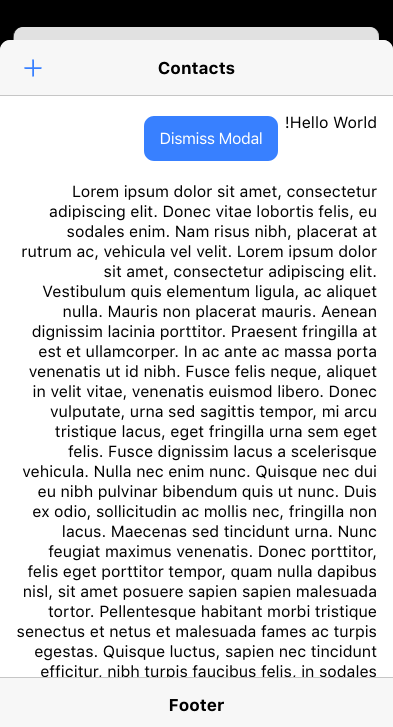 Contacts
!Hello World
Dismiss Modal
Lorem ipsum dolor sit amet, consectetur
adipiscing elit. Donec vitae lobortis felis, eu
sodales enim. Nam risus nibh, placerat at
rutrum ac, vehicula vel velit. Lorem ipsum dolor
sit amet, consectetur adipiscing elit.
Vestibulum quis elementum ligula, ac aliquet
nulla. Mauris non placerat mauris. Aenean
dignissim lacinia porttitor. Praesent fringilla at
est et ullamcorper. In ac ante ac massa porta
venenatis ut id nibh. Fusce felis neque, aliquet
in velit vitae, venenatis euismod libero. Donec
vulputate, urna sed sagittis tempor, mi arcu
tristique lacus, eget fringilla urna sem eget
felis. Fusce dignissim lacus a scelerisque
vehicula. Nulla nec enim nunc. Quisque nec dui
eu nibh pulvinar bibendum quis ut nunc. Duis
ex odio, sollicitudin ac mollis nec, fringilla non
lacus. Maecenas sed tincidunt urna. Nunc
feugiat maximus venenatis. Donec porttitor,
felis eget porttitor tempor, quam nulla dapibus
nisl, sit amet posuere sapien sapien malesuada
tortor. Pellentesque habitant morbi tristique
senectus et netus et malesuada fames ac turpis
egestas. Quisque luctus, sapien nec tincidunt
efficitur, nibh turpis faucibus felis, in sodales
Footer